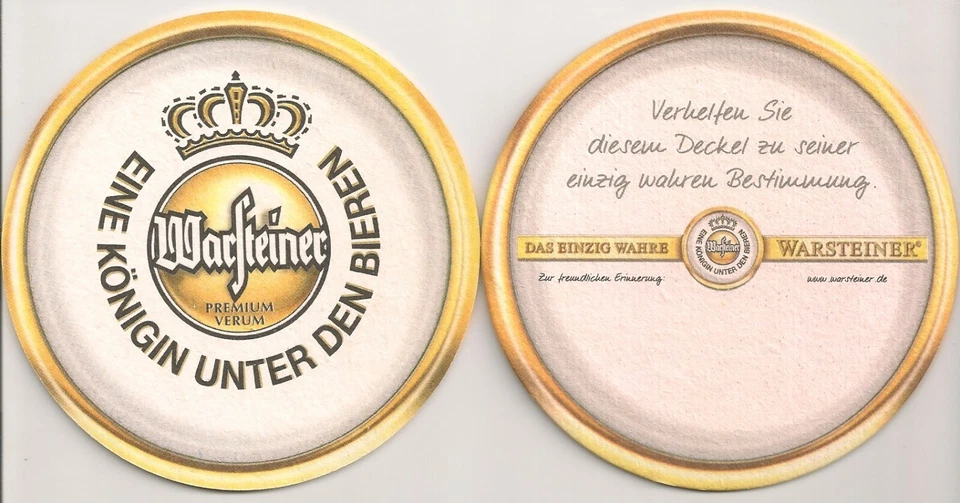 EINE KÖNIGIN UNTER DEN BIEREN
Warsteiner
PREMIUM
VERUM
Verhelfen Sie
diesem Deckel zu seiner
einzig wahren Bestimmung.
DAS EINZIG WAHRE
EINE KÖNIGIN UNTER DEN BIEREN
Warsteiner
WARSTEINER®
Zur freundlichen Erinnerung
www.warsteiner.de